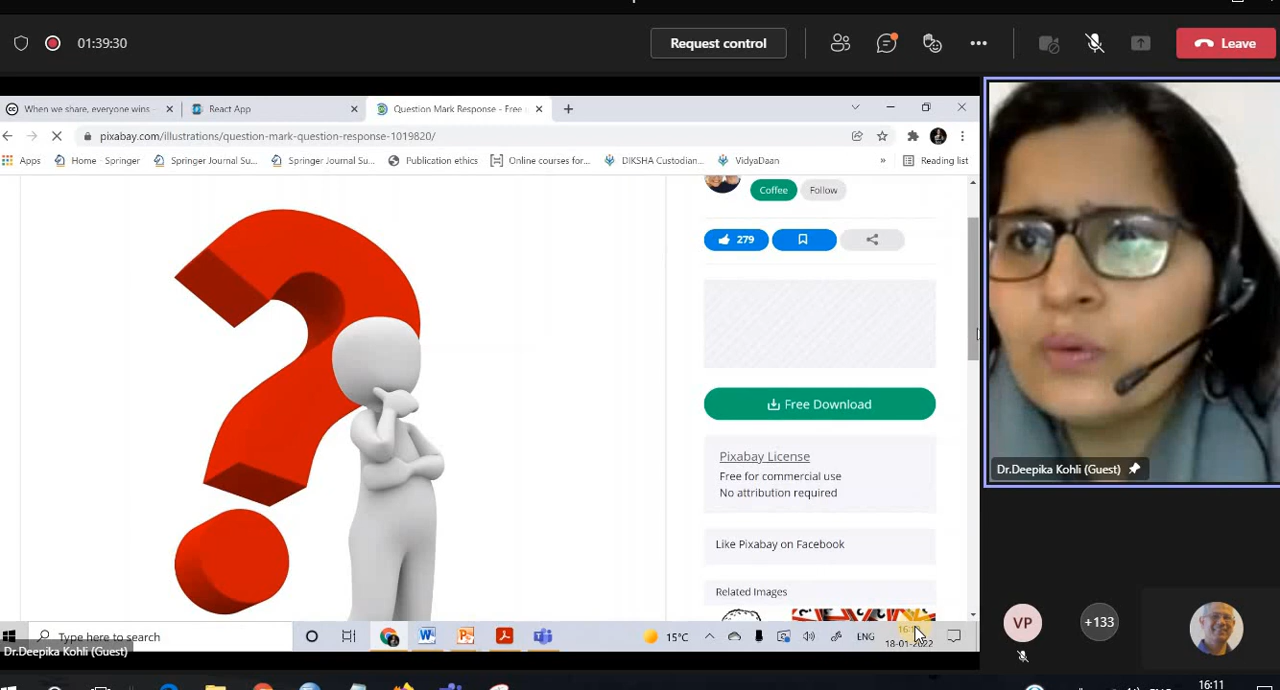 01:39:30
Request control
Leave
When we share, everyone wins
React App
Question Mark Response - Free
pixabay.com/illustrations/question-mark-question-response-1019820/
Apps
Home - Springer
Springer Journal Su...
Springer Journal Su...
Publication ethics
Online courses for...
DIKSHA Custodian...
VidyaDaan
»
Reading list
Coffee
Follow
279
Free Download
Pixabay License
Free for commercial use
No attribution required
Like Pixabay on Facebook
Related Images
Dr.Deepika Kohli (Guest)
VP
+133
Type here to search
15°C
ENG
18-01-2022
Dr.Deepika Kohli (Guest)
16:11